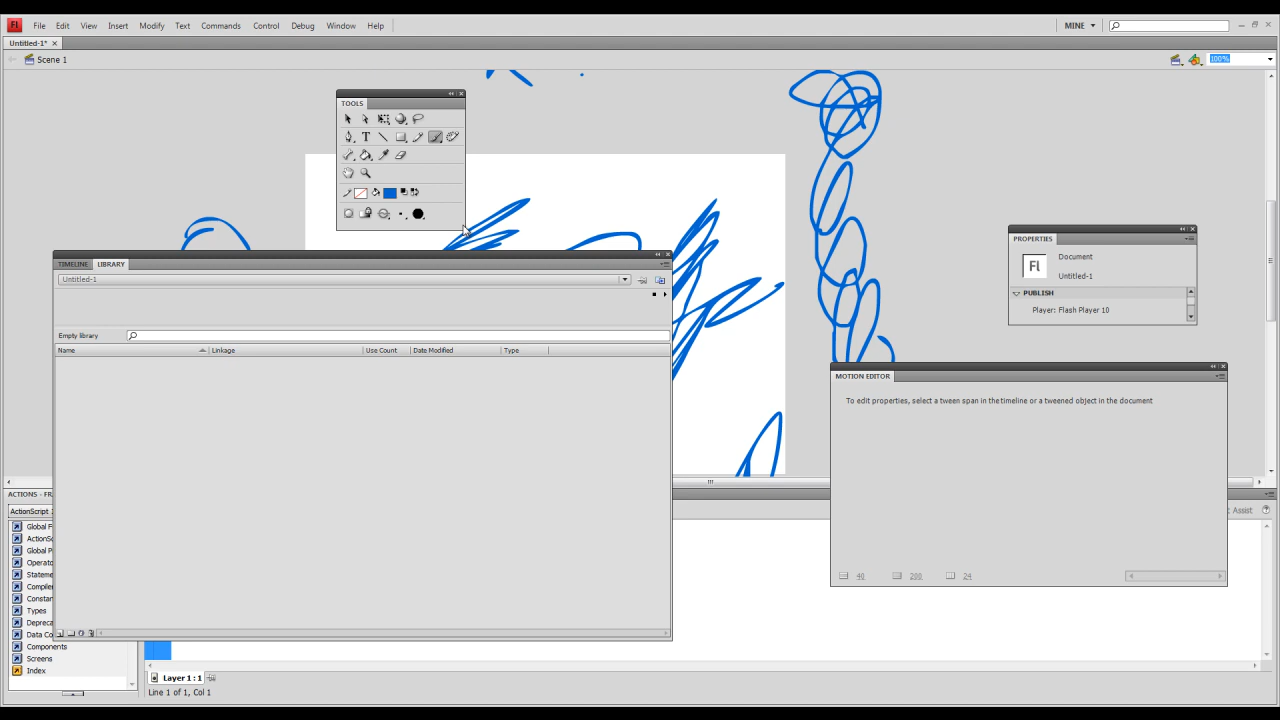 Fl File Edit View Insert Modify Text Commands Control Debug Window Help MINE
Untitled-1* ×
Scene 1
100%
TOOLS
T
PROPERTIES
Fl Document
Untitled-1
PUBLISH
Player: Flash Player 10
TIMELINE LIBRARY
Untitled-1
Empty library
Name Linkage Use Count Date Modified Type
MOTION EDITOR
To edit properties, select a tween span in the timeline or a tweened object in the document
40 200 24
ACTIONS - FR
ActionScript
Assist
Global F
ActionSc
Global P
Operato
Stateme
Compile
Constan
Types
Depreca
Data Co
Components
Screens
Index
Layer 1 : 1
Line 1 of 1, Col 1